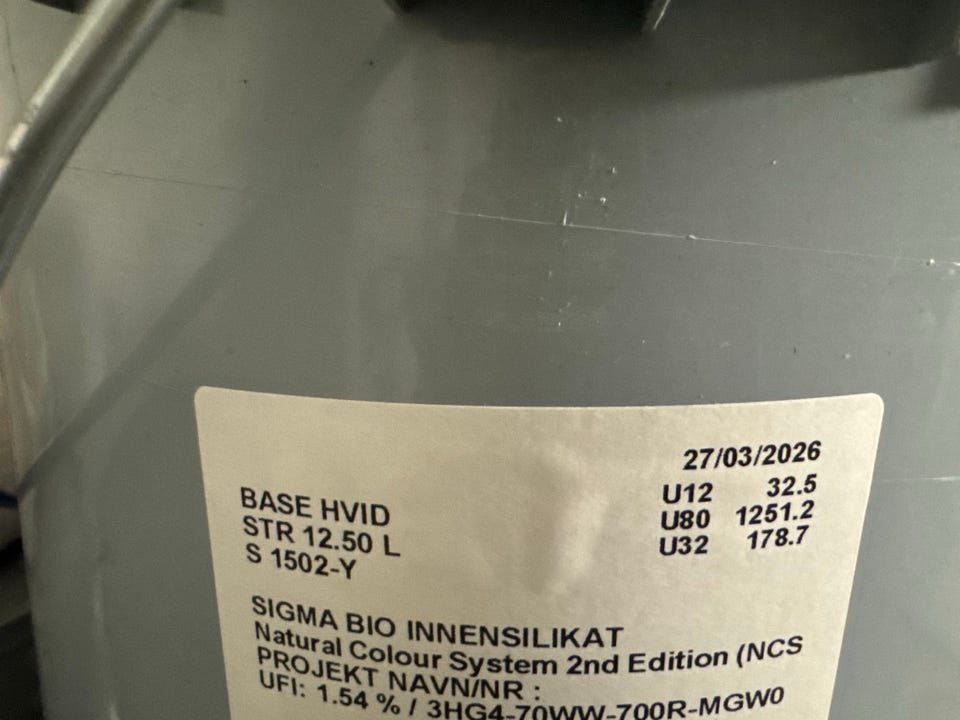 27/03/2026
BASE HVID U12 32.5
STR 12.50 L U80 1251.2
S 1502-Y U32 178.7
SIGMA BIO INNENSILIKAT
Natural Colour System 2nd Edition (NCS
PROJEKT NAVN/NR :
UFI: 1.54 % / 3HG4-70WW-700R-MGW0